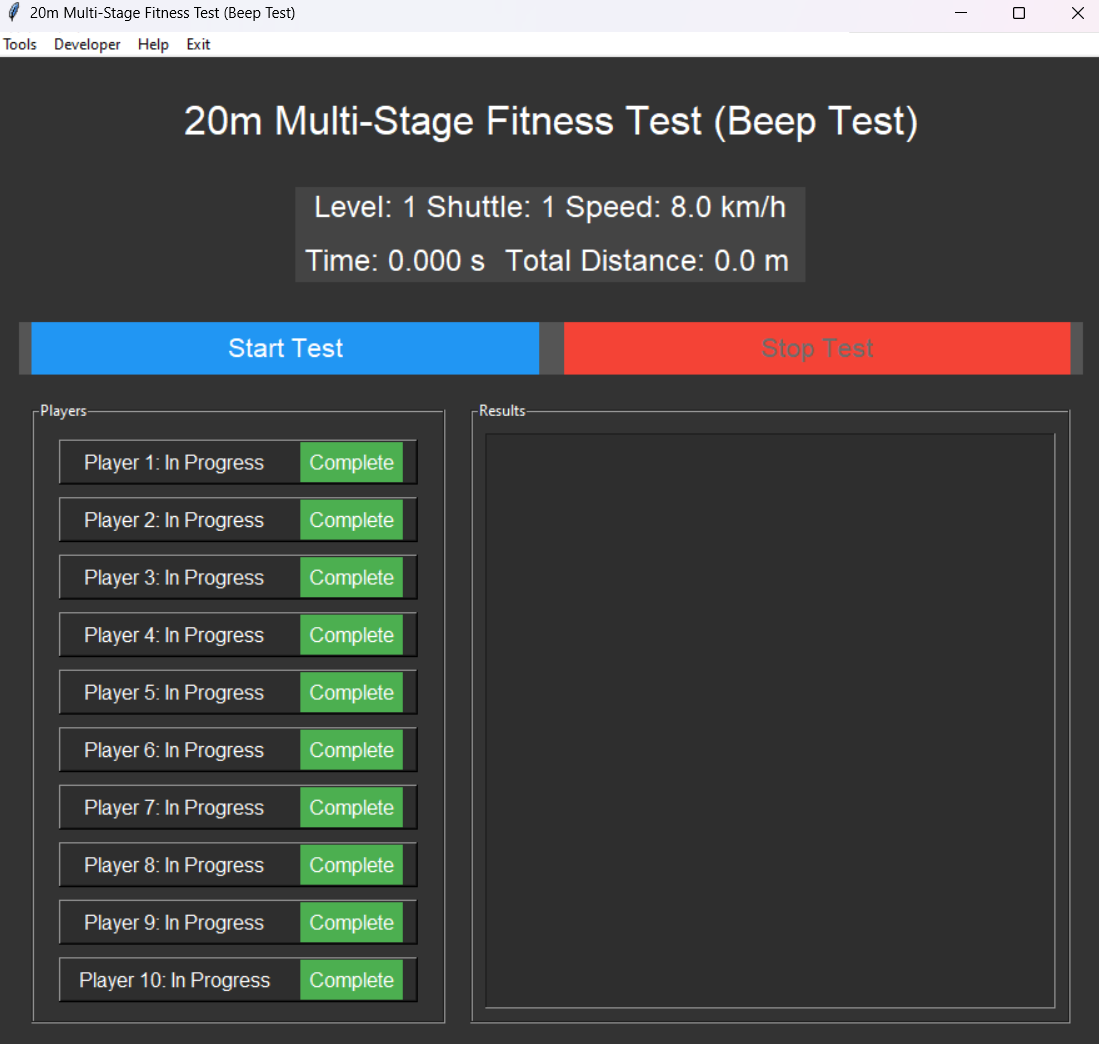 20m Multi-Stage Fitness Test (Beep Test)
Tools Developer Help Exit
20m Multi-Stage Fitness Test (Beep Test)
Level: 1 Shuttle: 1 Speed: 8.0 km/h
Time: 0.000 s Total Distance: 0.0 m
Start Test Stop Test
Players
Player 1: In Progress Complete
Player 2: In Progress Complete
Player 3: In Progress Complete
Player 4: In Progress Complete
Player 5: In Progress Complete
Player 6: In Progress Complete
Player 7: In Progress Complete
Player 8: In Progress Complete
Player 9: In Progress Complete
Player 10: In Progress Complete
Results